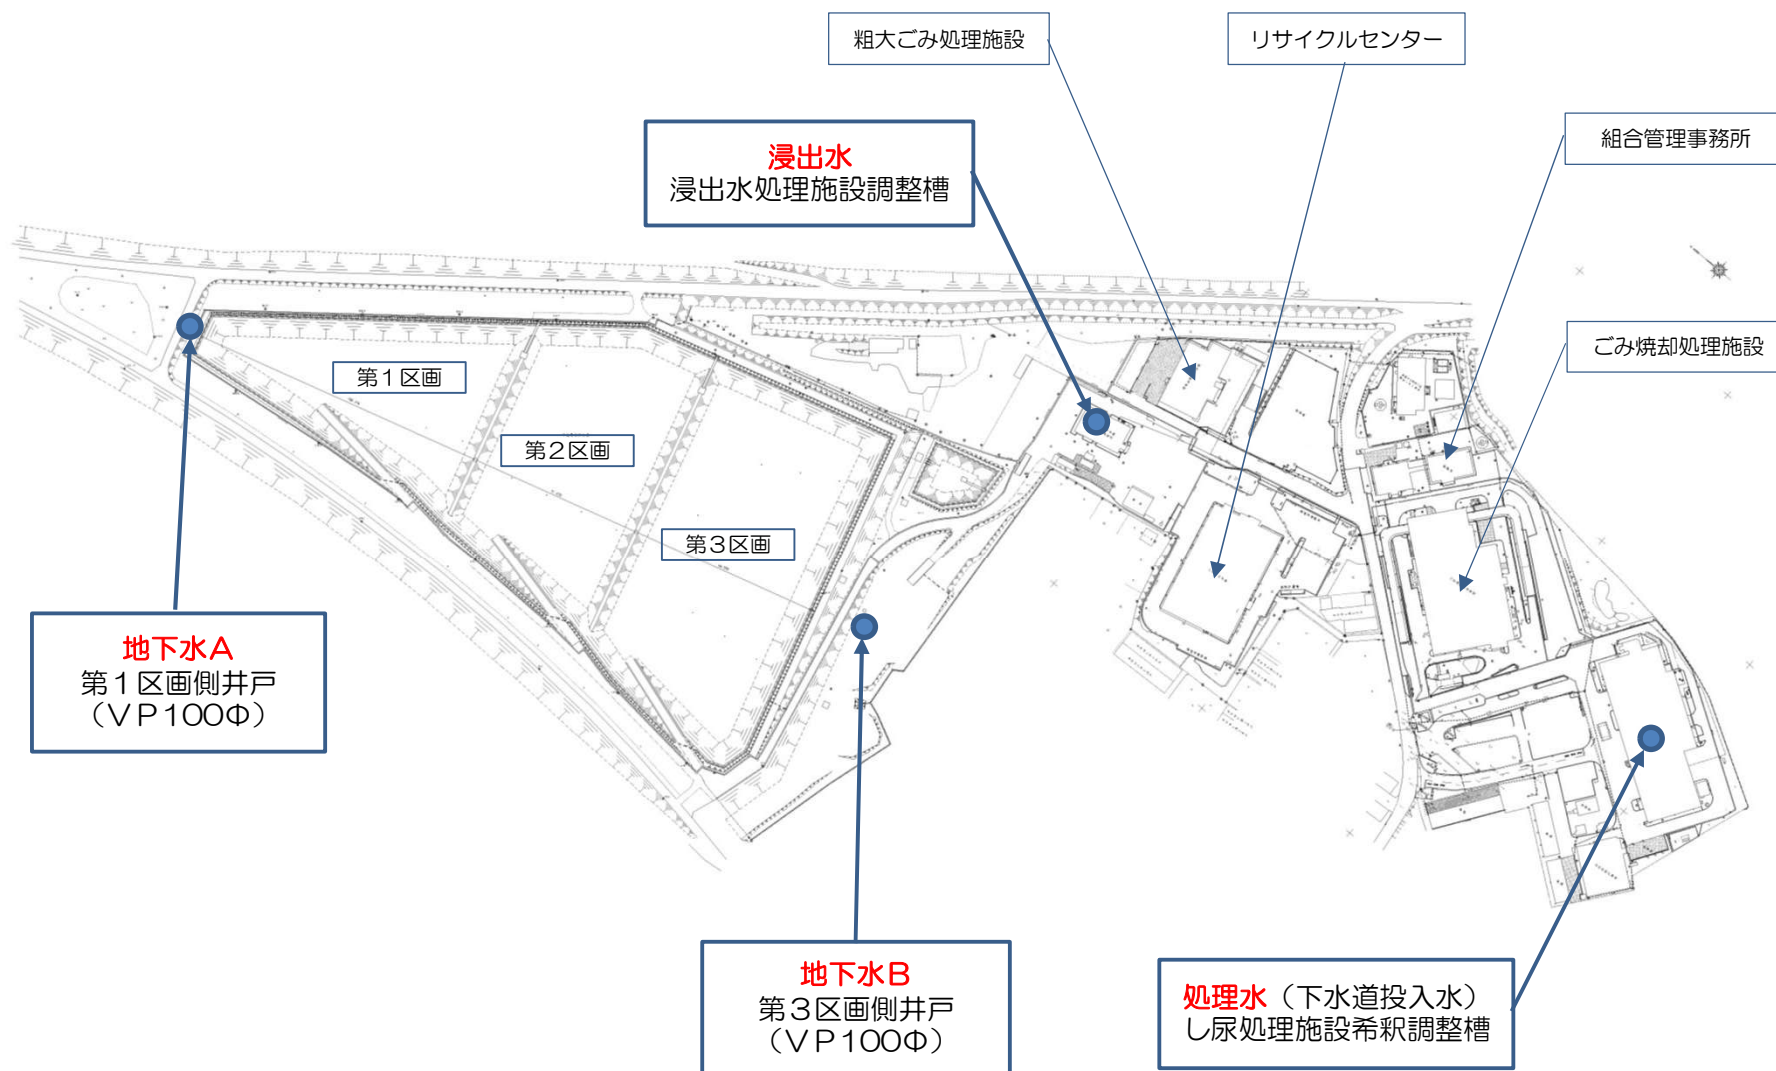 粗大ごみ処理施設
リサイクルセンター
組合管理事務所
浸出水
浸出水処理施設調整槽
ごみ焼却処理施設
第1区画
第2区画
第3区画
地下水A
第1区画側井戸
（VP100Φ）
地下水B
第3区画側井戸
（VP100Φ）
処理水（下水道投入水）
し尿処理施設希釈調整槽